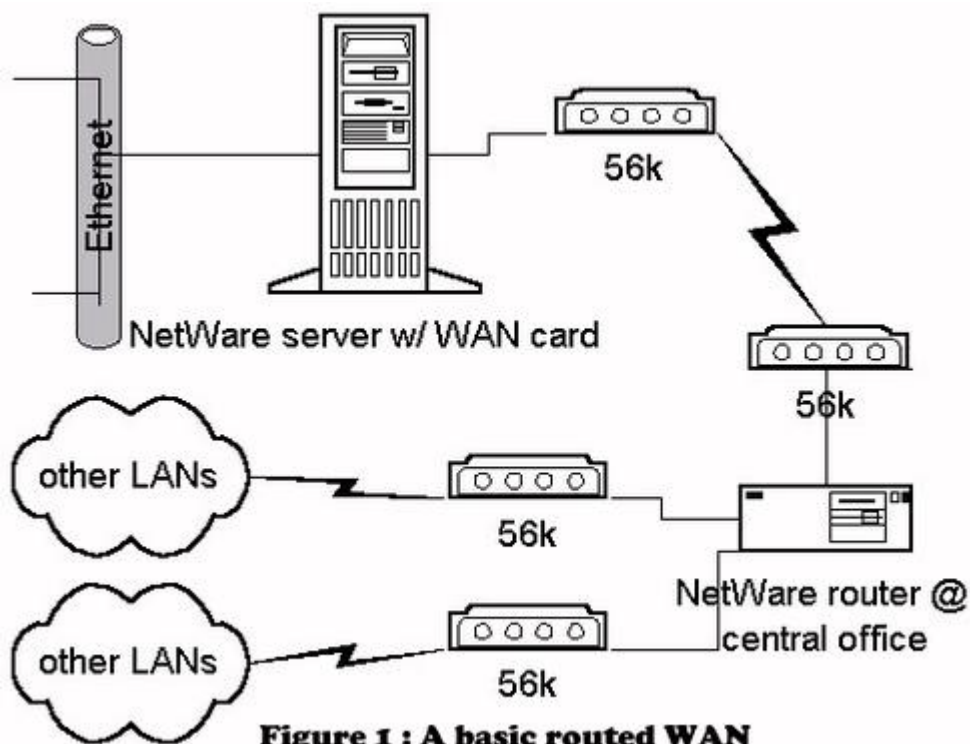 Ethernet
56k
NetWare server w/ WAN card
56k
other LANs
56k
NetWare router @
central office
other LANs
56k
Figure 1 : A basic routed WAN